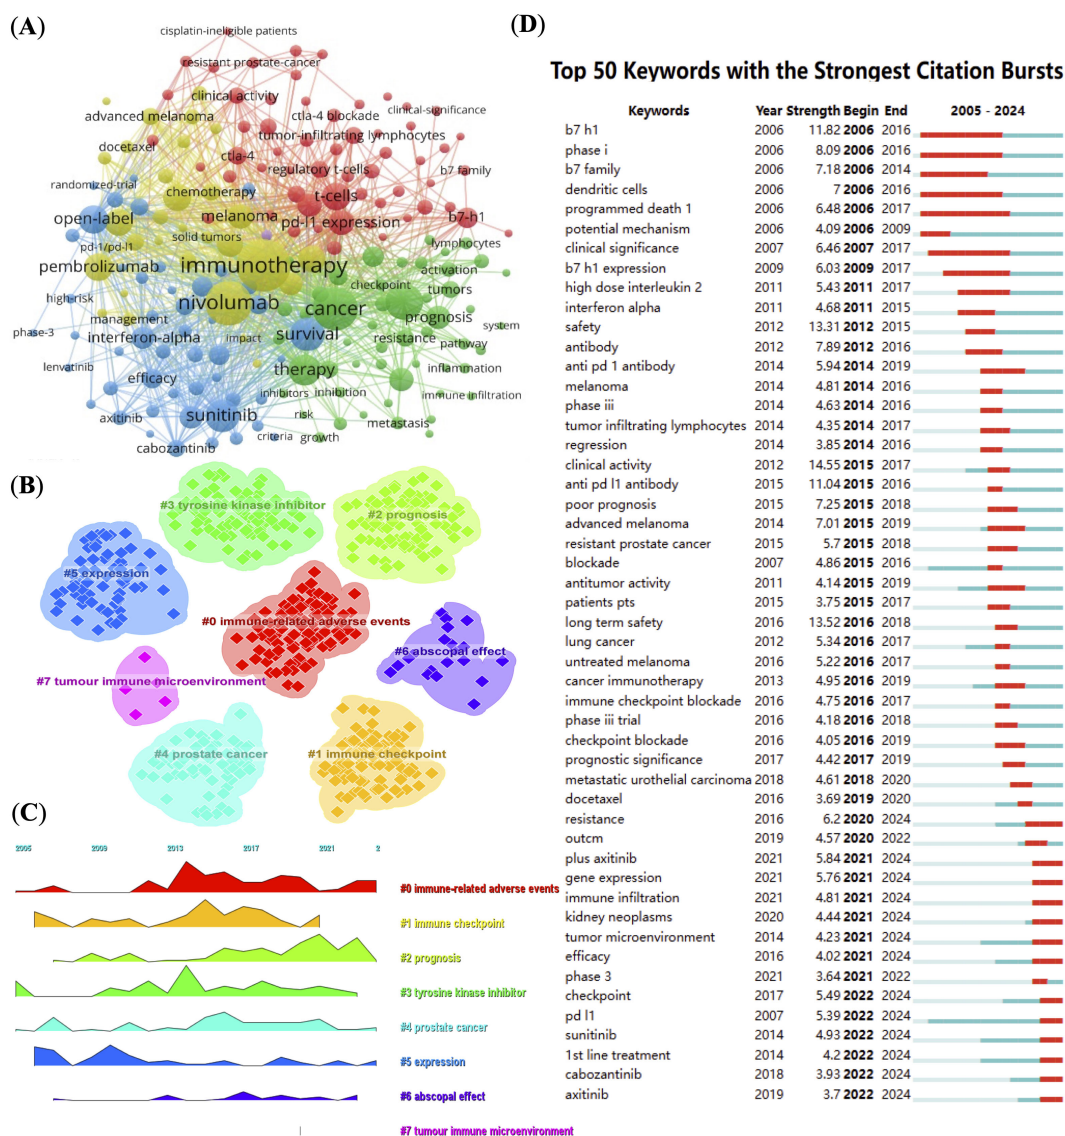 (A)
cisplatin-ineligible patients
resistant prostate-cancer
clinical activity
clinical-significance
advanced melanoma
ctla-4 blockade
tumor-infiltrating lymphocytes
docetaxel
ctla-4
regulatory t-cells
b7 family
randomized-trial
chemotherapy
t-cells
open-label
melanoma
pd-l1 expression
b7-h1
solid tumors
lymphocytes
pd-1/pd-l1
pembrolizumab
immunotherapy
activation
checkpoint
tumors
high-risk
nivolumab
cancer
prognosis
management
system
phase-3
interferon-alpha
impact
survival
resistance
pathway
lenvatinib
efficacy
therapy
inflammation
inhibitors
inhibition
immune infiltration
axitinib
sunitinib
risk
metastasis
criteria
growth
cabozantinib
(B)
#3 tyrosine kinase inhibitor
#2 prognosis
#5 expression
#0 immune-related adverse events
#6 abscopal effect
#7 tumour immune microenvironment
#4 prostate cancer
#1 immune checkpoint
(C)
2005 2009 2013 2017 2021 2
#0 immune-related adverse events
#1 immune checkpoint
#2 prognosis
#3 tyrosine kinase inhibitor
#4 prostate cancer
#5 expression
#6 abscopal effect
#7 tumour immune microenvironment
(D)
Top 50 Keywords with the Strongest Citation Bursts
Keywords Year Strength Begin End 2005 - 2024
b7 h1 2006 11.82 2006 2016
phase i 2006 8.09 2006 2016
b7 family 2006 7.18 2006 2014
dendritic cells 2006 7 2006 2016
programmed death 1 2006 6.48 2006 2017
potential mechanism 2006 4.09 2006 2009
clinical significance 2007 6.46 2007 2017
b7 h1 expression 2009 6.03 2009 2017
high dose interleukin 2 2011 5.43 2011 2017
interferon alpha 2011 4.68 2011 2015
safety 2012 13.31 2012 2015
antibody 2012 7.89 2012 2016
anti pd 1 antibody 2014 5.94 2014 2019
melanoma 2014 4.81 2014 2016
phase iii 2014 4.63 2014 2016
tumor infiltrating lymphocytes 2014 4.35 2014 2017
regression 2014 3.85 2014 2016
clinical activity 2012 14.55 2015 2017
anti pd l1 antibody 2015 11.04 2015 2016
poor prognosis 2015 7.25 2015 2018
advanced melanoma 2014 7.01 2015 2019
resistant prostate cancer 2015 5.7 2015 2018
blockade 2007 4.86 2015 2016
antitumor activity 2011 4.14 2015 2019
patients pts 2015 3.75 2015 2017
long term safety 2016 13.52 2016 2018
lung cancer 2012 5.34 2016 2017
untreated melanoma 2016 5.22 2016 2017
cancer immunotherapy 2013 4.95 2016 2019
immune checkpoint blockade 2016 4.75 2016 2017
phase iii trial 2016 4.18 2016 2018
checkpoint blockade 2016 4.05 2016 2019
prognostic significance 2017 4.42 2017 2019
metastatic urothelial carcinoma 2018 4.61 2018 2020
docetaxel 2016 3.69 2019 2020
resistance 2016 6.2 2020 2024
outcm 2019 4.57 2020 2022
plus axitinib 2021 5.84 2021 2024
gene expression 2021 5.76 2021 2024
immune infiltration 2021 4.81 2021 2024
kidney neoplasms 2020 4.44 2021 2024
tumor microenvironment 2014 4.23 2021 2024
efficacy 2016 4.02 2021 2024
phase 3 2021 3.64 2021 2022
checkpoint 2017 5.49 2022 2024
pd l1 2007 5.39 2022 2024
sunitinib 2014 4.93 2022 2024
1st line treatment 2014 4.2 2022 2024
cabozantinib 2018 3.93 2022 2024
axitinib 2019 3.7 2022 2024